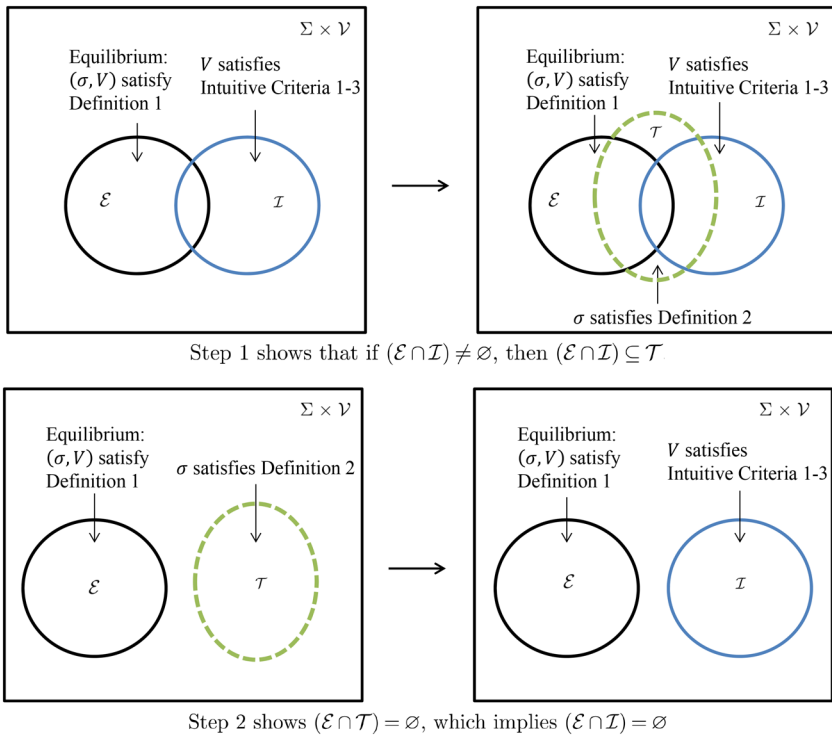 Σ × 𝒱
Equilibrium:
(σ, V) satisfy
Definition 1
V satisfies
Intuitive Criteria 1-3
ℰ
ℐ
Σ × 𝒱
Equilibrium:
(σ, V) satisfy
Definition 1
V satisfies
Intuitive Criteria 1-3
𝒯
ℰ
ℐ
σ satisfies Definition 2
Step 1 shows that if (ℰ ∩ ℐ) ≠ ∅, then (ℰ ∩ ℐ) ⊆ 𝒯
Σ × 𝒱
Equilibrium:
(σ, V) satisfy
Definition 1
σ satisfies Definition 2
ℰ
𝒯
Σ × 𝒱
Equilibrium:
(σ, V) satisfy
Definition 1
V satisfies
Intuitive Criteria 1-3
ℰ
ℐ
Step 2 shows (ℰ ∩ 𝒯) = ∅, which implies (ℰ ∩ ℐ) = ∅